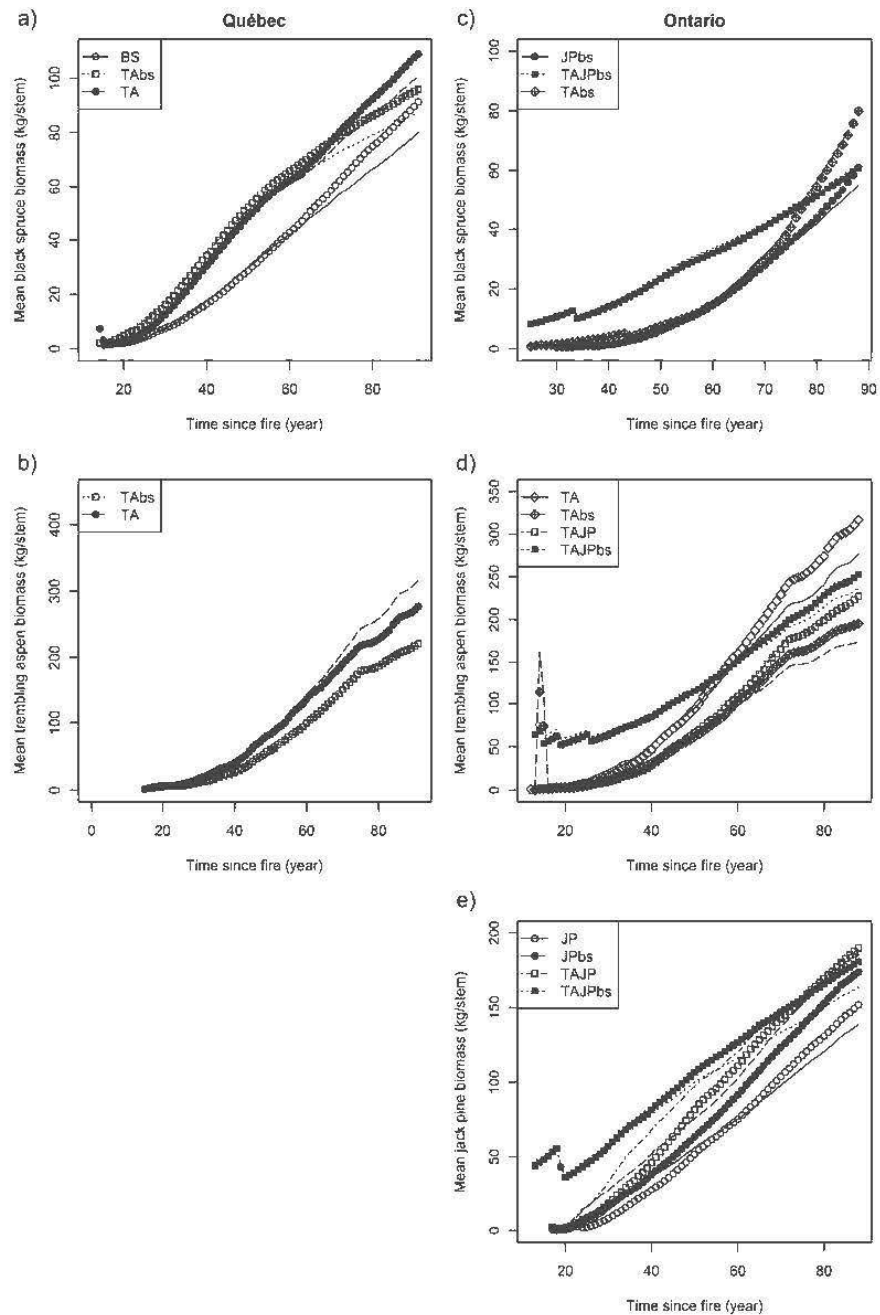 a)
Québec
BS
TAbs
TA
Mean black spruce biomass (kg/stem)
0 20 40 60 80 100
20 40 60 80
Time since fire (year)
c)
Ontario
JPbs
TAJPbs
TAbs
Mean black spruce biomass (kg/stem)
0 20 40 60 80 100
30 40 50 60 70 80 90
Time since fire (year)
b)
TAbs
TA
Mean trembling aspen biomass (kg/stem)
0 100 200 300 400
0 20 40 60 80
Time since fire (year)
d)
TA
TAbs
TAJP
TAJPbs
Mean trembling aspen biomass (kg/stem)
0 50 100 150 200 250 300 350
20 40 60 80
Time since fire (year)
e)
JP
JPbs
TAJP
TAJPbs
Mean jack pine biomass (kg/stem)
0 50 100 150 200
20 40 60 80
Time since fire (year)